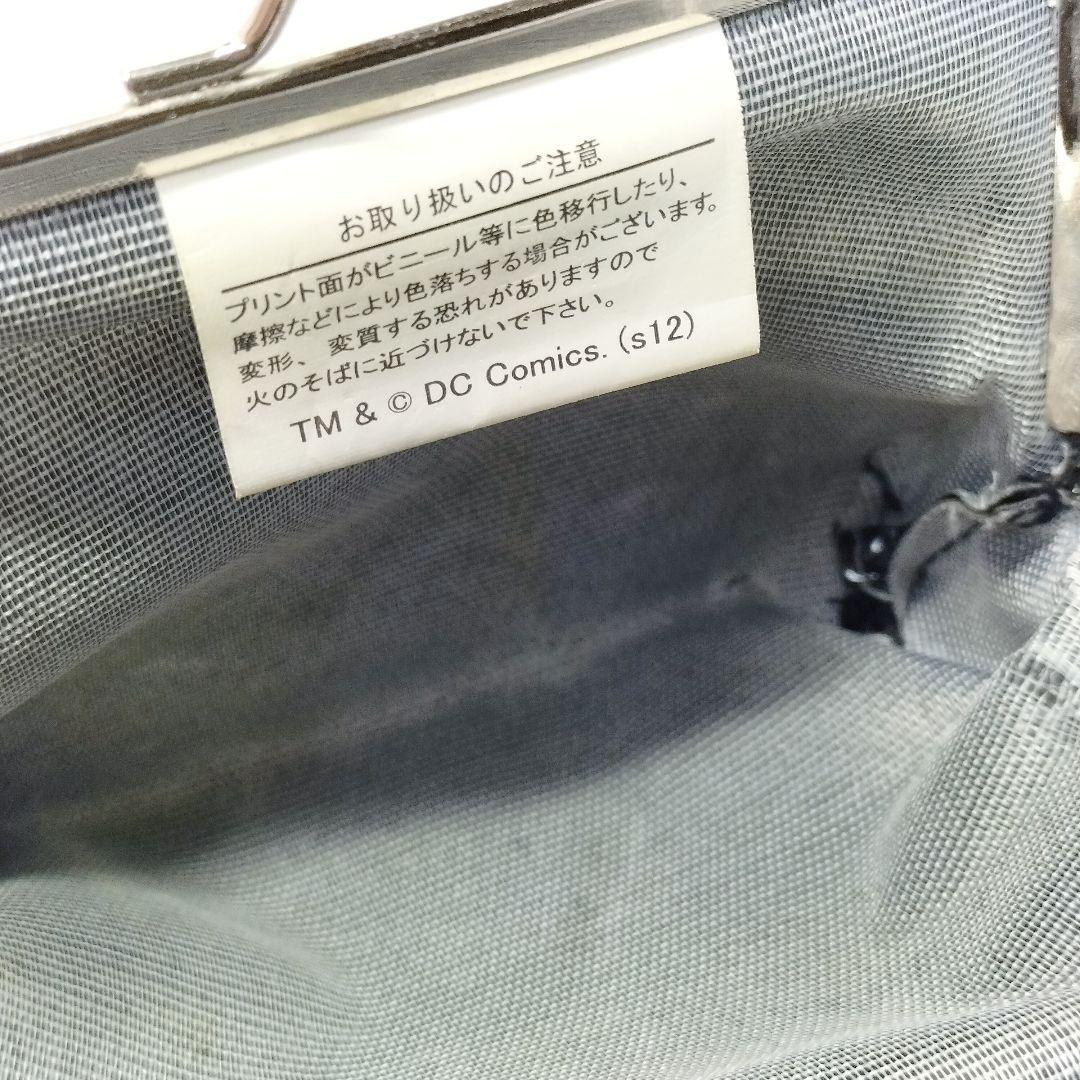 お取り扱いのご注意
プリント面がビニール等に色移行したり、
摩擦などにより色落ちする場合がございます。
変形、変質する恐れがありますので
火のそばに近づけないで下さい。
TM & © DC Comics. (s12)